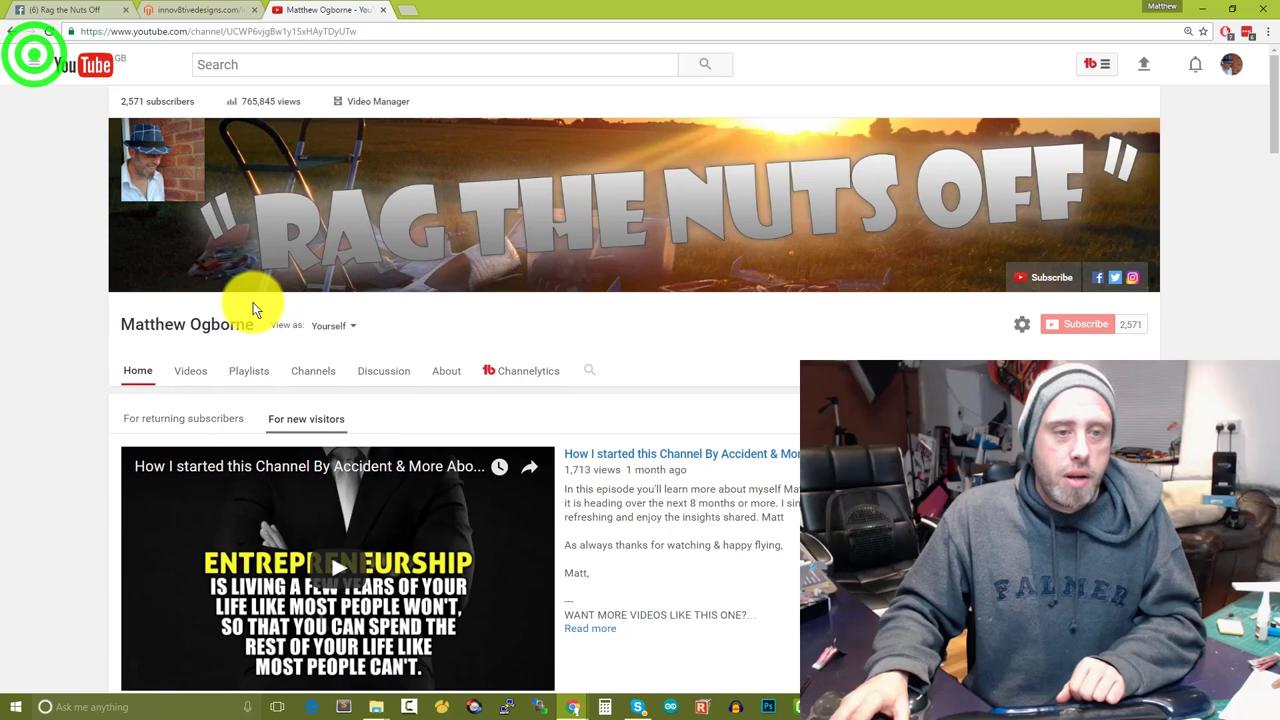 (6) Rag the Nuts Off
innov8tivedesigns.com/i
Matthew Ogborne - You
Matthew
https://www.youtube.com/channel/UCWP6vjgBw1y15xHAyTDyUTw
YouTube GB
Search
tb
2,571 subscribers
765,845 views
Video Manager
"RAG THE NUTS OFF"
Subscribe
Matthew Ogborne
View as:
Yourself
Subscribe
2,571
Home
Videos
Playlists
Channels
Discussion
About
tb Channelytics
For returning subscribers
For new visitors
How I started this Channel By Accident & More Abo...
ENTREPRENEURSHIP
IS LIVING A FEW YEARS OF YOUR
LIFE LIKE MOST PEOPLE WON'T,
SO THAT YOU CAN SPEND THE
REST OF YOUR LIFE LIKE
MOST PEOPLE CAN'T.
How I started this Channel By Accident & Mo
1,713 views 1 month ago
In this episode you'll learn more about myself Ma
it is heading over the next 8 months or more. I sin
refreshing and enjoy the insights shared. Matt
As always thanks for watching & happy flying,
Matt,
---
WANT MORE VIDEOS LIKE THIS ONE?...
Read more
FALMER
Ask me anything